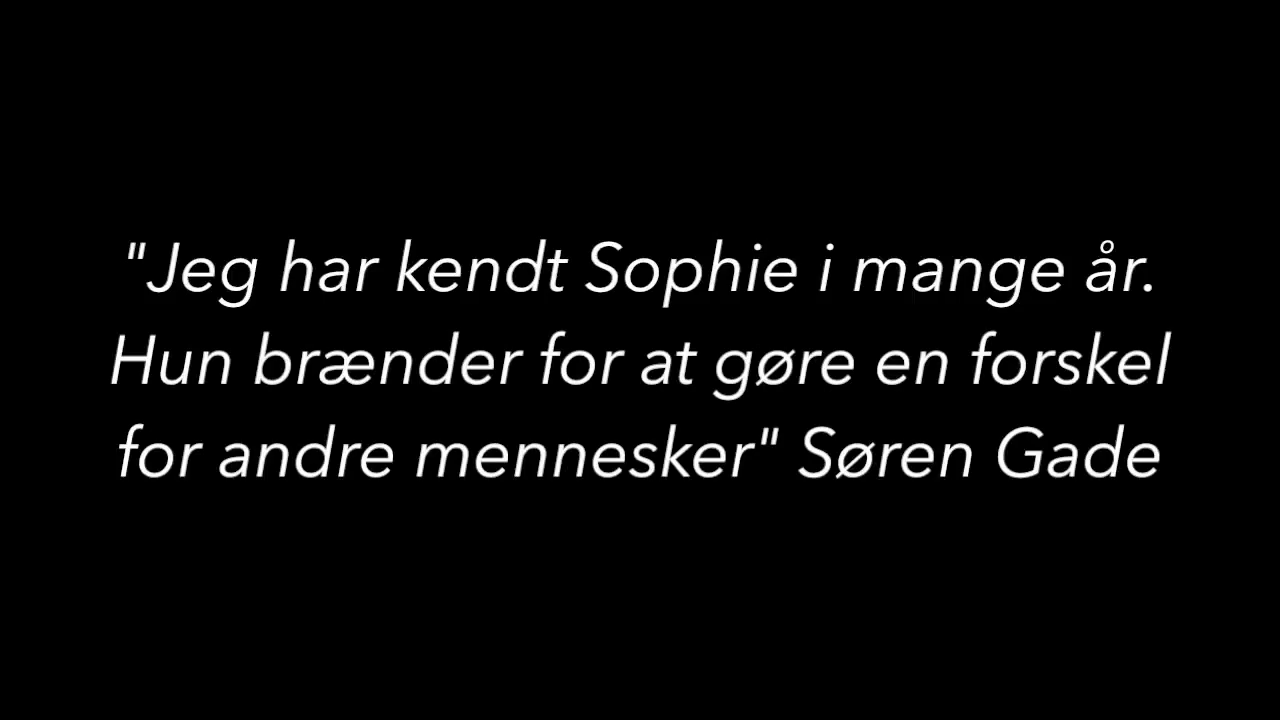 "Jeg har kendt Sophie i mange år.
Hun brænder for at gøre en forskel
for andre mennesker" Søren Gade